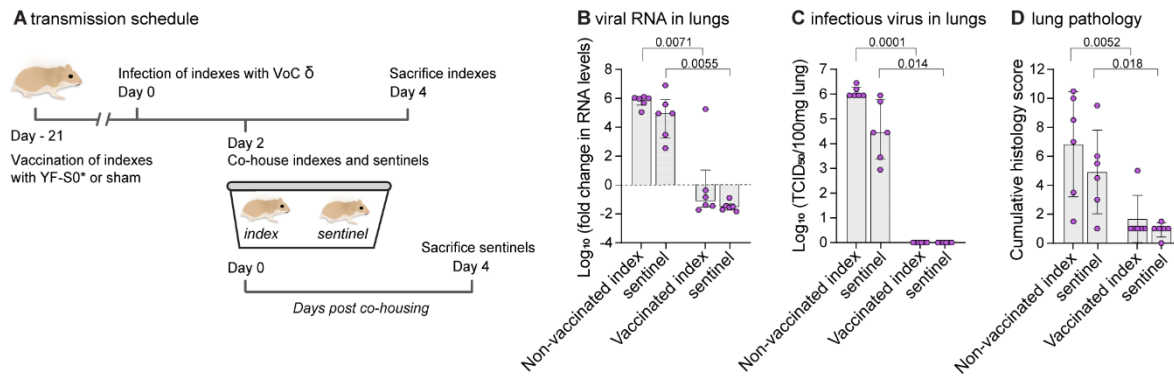 A transmission schedule
Infection of indexes with VoC δ
Day 0
Sacrifice indexes
Day 4
Day - 21
Vaccination of indexes
with YF-S0* or sham
Day 2
Co-house indexes and sentinels
index
sentinel
Day 0
Sacrifice sentinels
Day 4
Days post co-housing
B viral RNA in lungs
0.0071
0.0055
Log₁₀ (fold change in RNA levels)
8
6
4
2
0
-2
-4
Non-vaccinated index
sentinel
Vaccinated index
sentinel
C infectious virus in lungs
0.0001
0.014
Log₁₀ (TCID₅₀/100mg lung)
7
6
5
4
3
2
1
0
Non-vaccinated index
sentinel
Vaccinated index
sentinel
D lung pathology
0.0052
0.018
Cumulative histology score
12
10
8
6
4
2
0
Non-vaccinated index
sentinel
Vaccinated index
sentinel